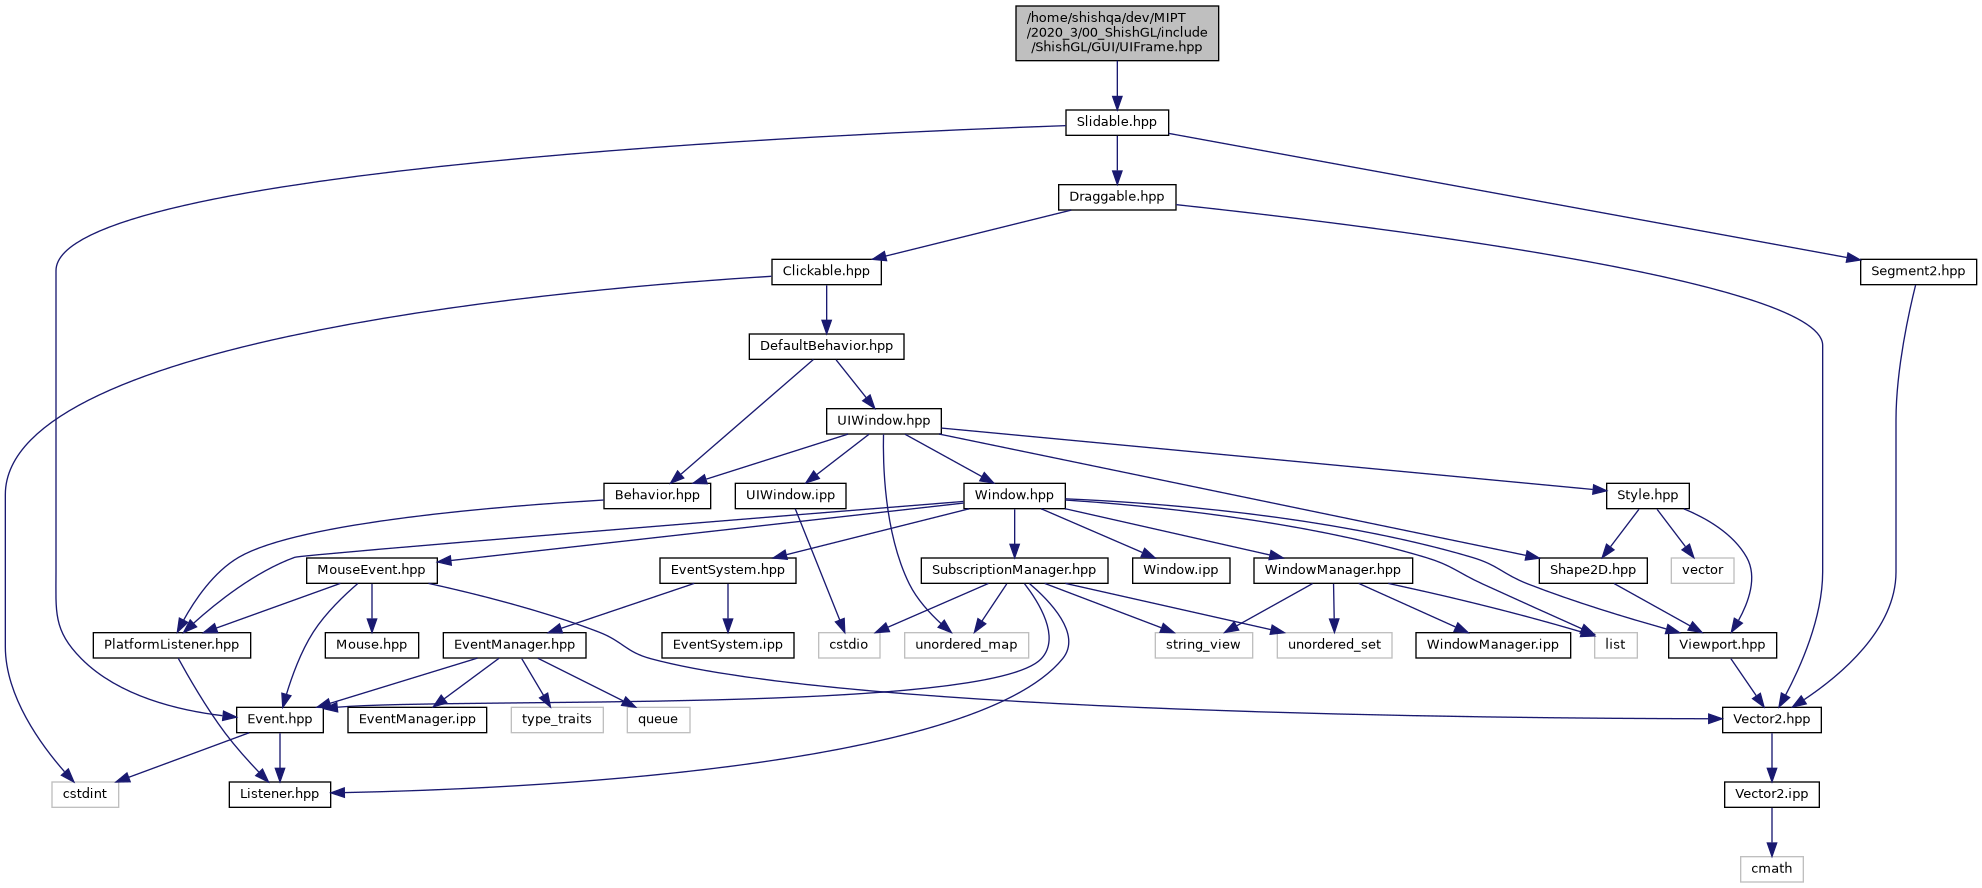 /home/shishqa/dev/MIPT
/2020_3/00_ShishGL/include
/ShishGL/GUI/UIFrame.hpp
Slidable.hpp
Draggable.hpp
Clickable.hpp
Segment2.hpp
DefaultBehavior.hpp
UIWindow.hpp
Behavior.hpp
UIWindow.ipp
Window.hpp
Style.hpp
MouseEvent.hpp
EventSystem.hpp
SubscriptionManager.hpp
Window.ipp
WindowManager.hpp
Shape2D.hpp
vector
PlatformListener.hpp
Mouse.hpp
EventManager.hpp
EventSystem.ipp
cstdio
unordered_map
string_view
unordered_set
WindowManager.ipp
list
Viewport.hpp
Event.hpp
EventManager.ipp
type_traits
queue
Vector2.hpp
cstdint
Listener.hpp
Vector2.ipp
cmath